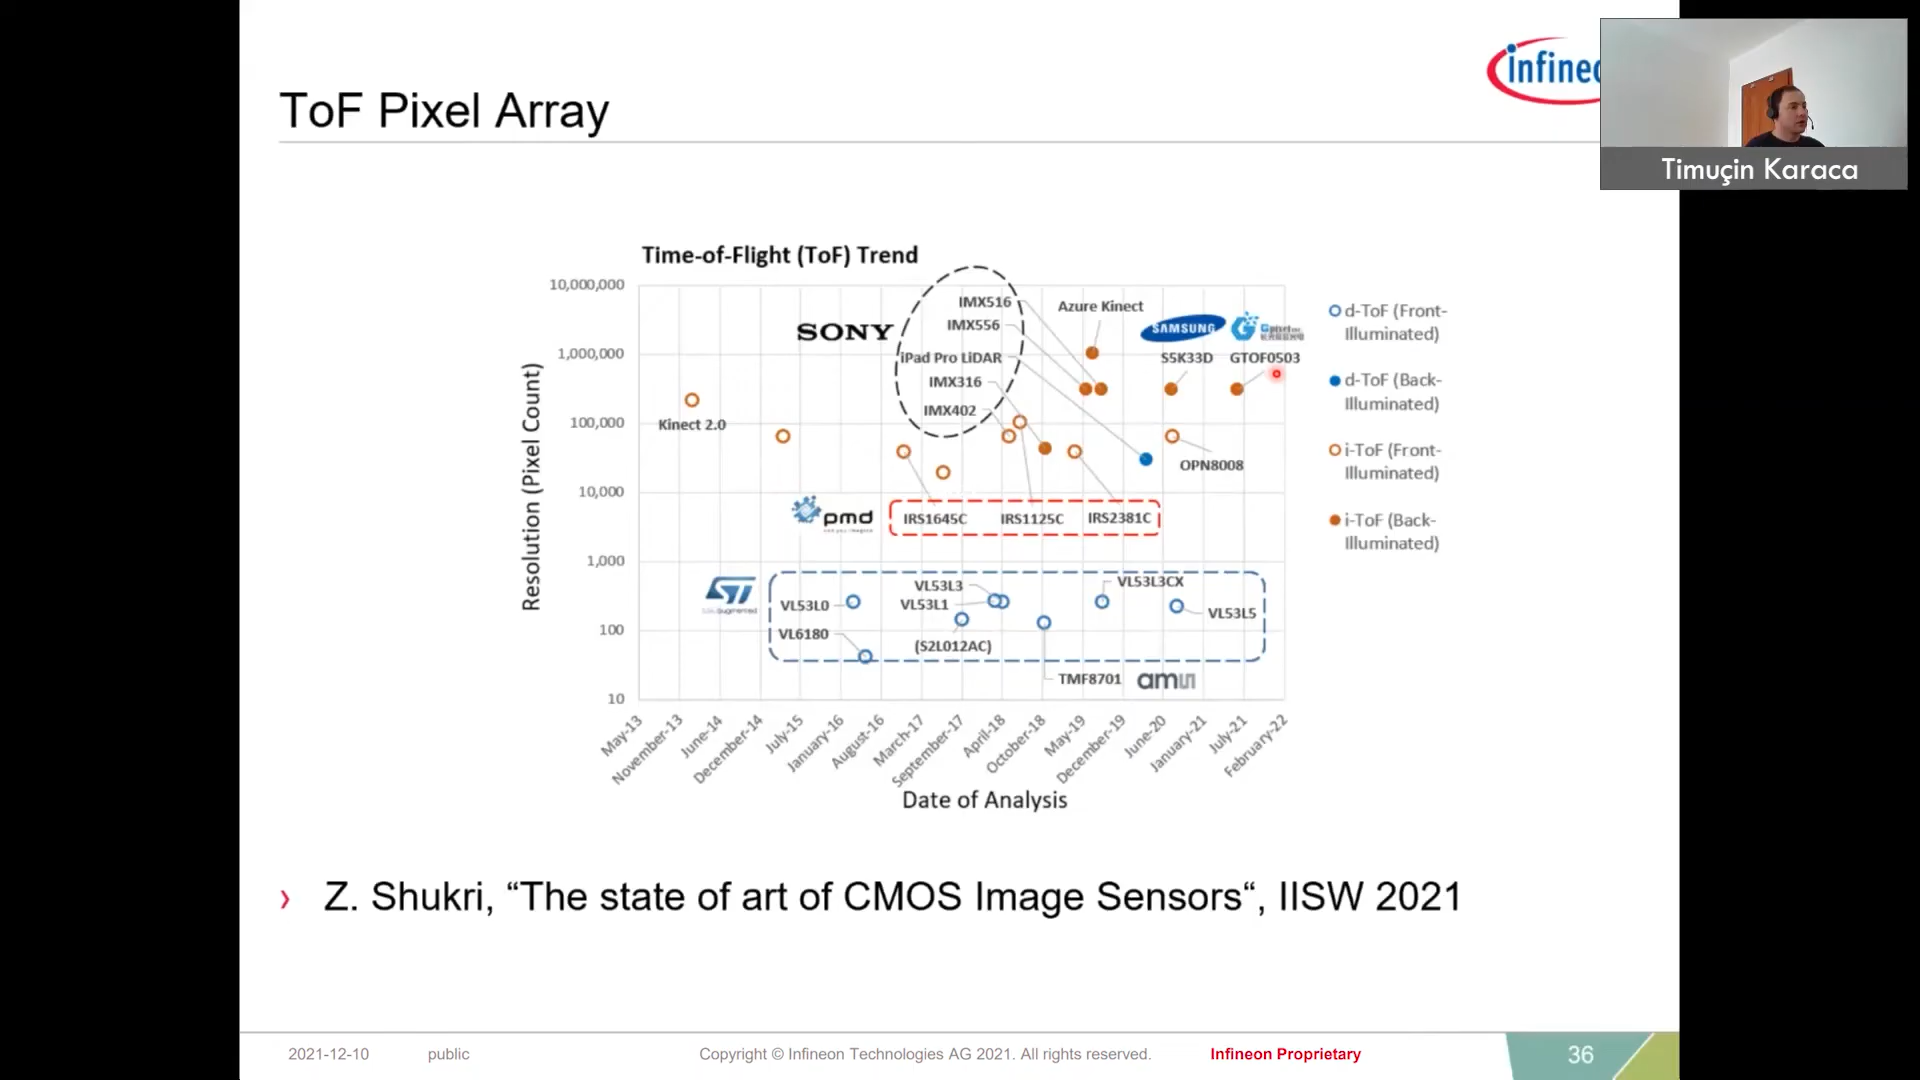 infineo
ToF Pixel Array
Timuçin Karaca
Time-of-Flight (ToF) Trend
10,000,000
1,000,000
100,000
10,000
1,000
100
10
Resolution (Pixel Count)
SONY
IMX516
IMX556
iPad Pro LiDAR
IMX316
IMX402
Azure Kinect
SAMSUNG
S5K33D
GTOF0503
Kinect 2.0
OPN8008
pmd
IRS1645C
IRS1125C
IRS2381C
ST
VL53L0
VL6180
VL53L3
VL53L1
(S2L012AC)
VL53L3CX
VL53L5
TMF8701
amu
d-ToF (Front-
Illuminated)
d-ToF (Back-
Illuminated)
i-ToF (Front-
Illuminated)
i-ToF (Back-
Illuminated)
May-13
November-13
June-14
December-14
July-15
January-16
August-16
March-17
September-17
April-18
October-18
May-19
December-19
June-20
January-21
July-21
February-22
Date of Analysis
› Z. Shukri, “The state of art of CMOS Image Sensors“, IISW 2021
2021-12-10
public
Copyright © Infineon Technologies AG 2021. All rights reserved.
Infineon Proprietary
36